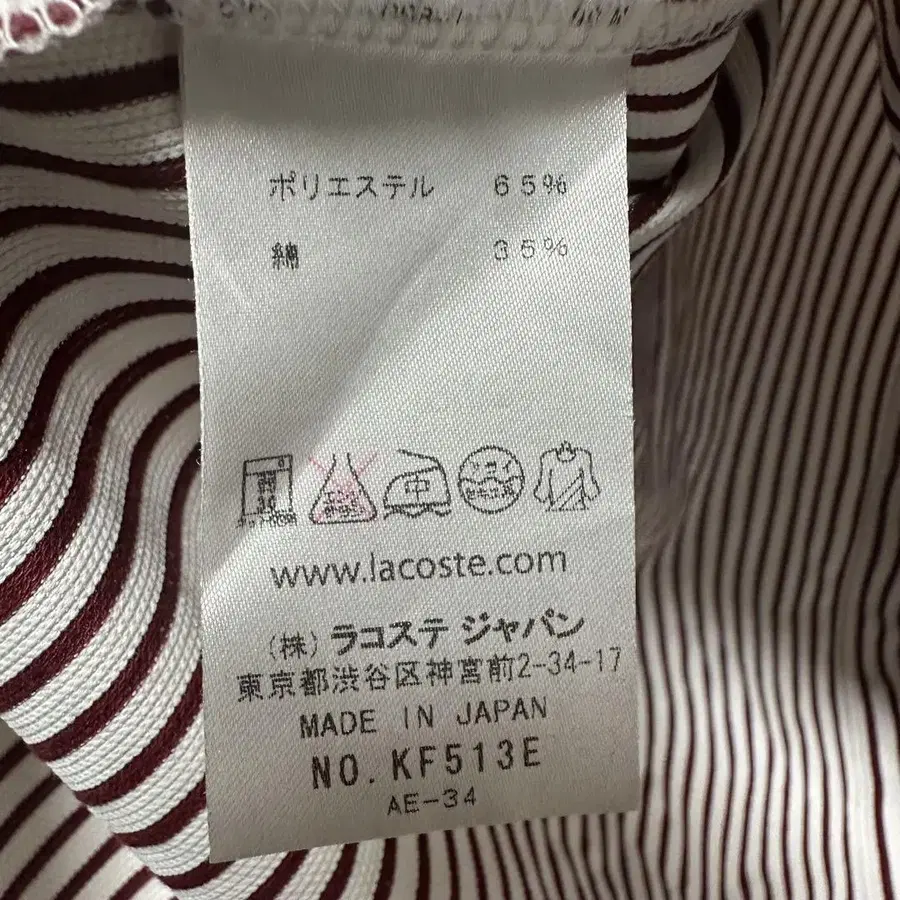 ポリエステル 65%
綿 35%
中
www.lacoste.com
(株) ラコステ ジャパン
東京都渋谷区神宮前2-34-17
MADE IN JAPAN
NO. KF513E
AE-34